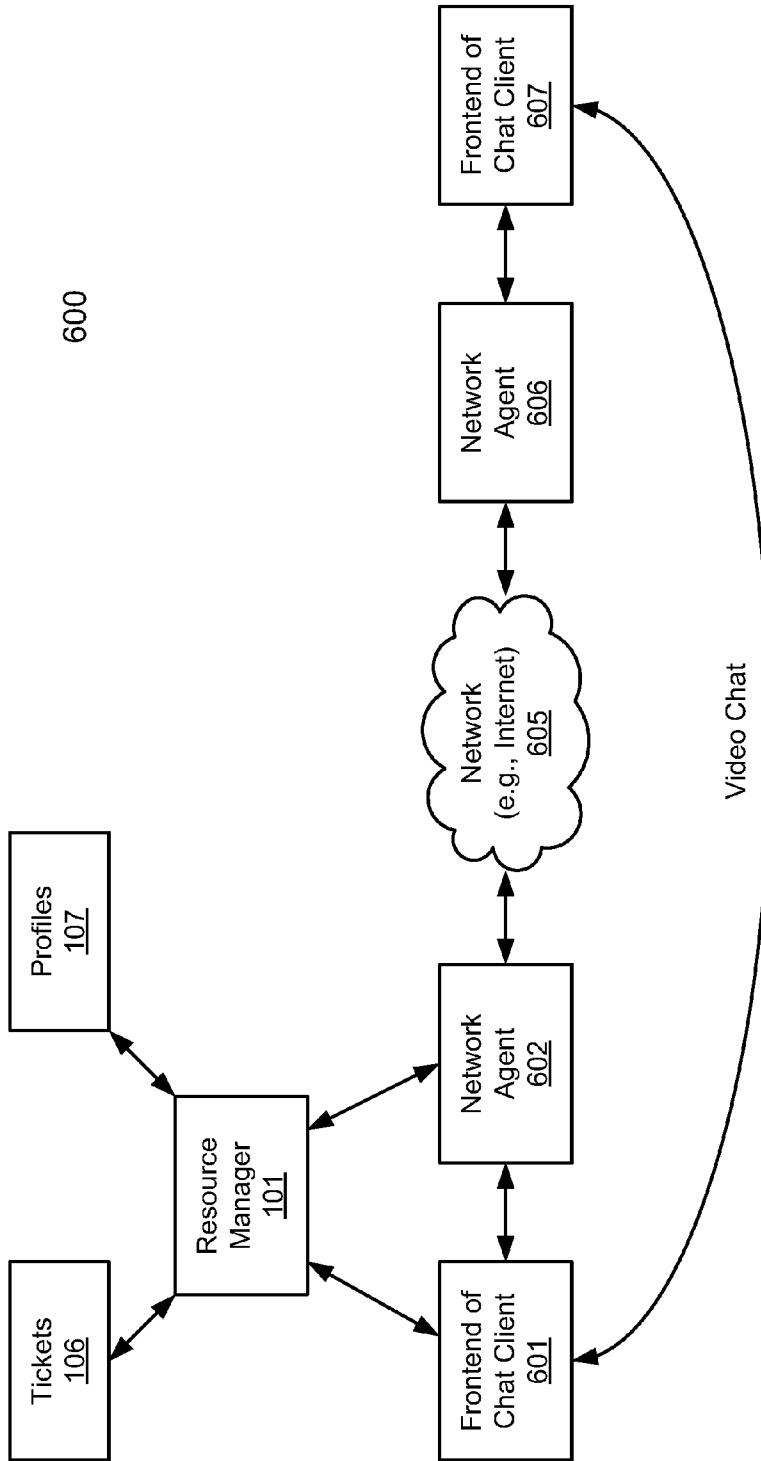 600
Tickets
106
Profiles
107
Resource
Manager
101
Frontend of
Chat Client
601
Network
Agent
602
Network
(e.g., Internet)
605
Network
Agent
606
Frontend of
Chat Client
607
Video Chat